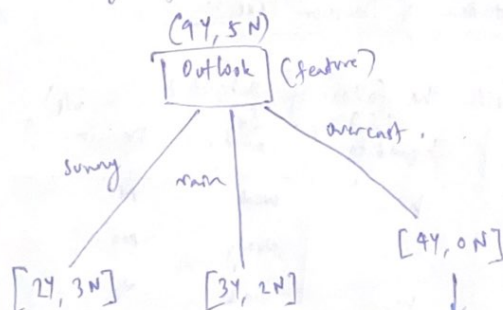 (9Y, 5N)
Outlook (feature)
sunny rain overcast.
[2Y, 3N] [3Y, 2N] [4Y, 0N]